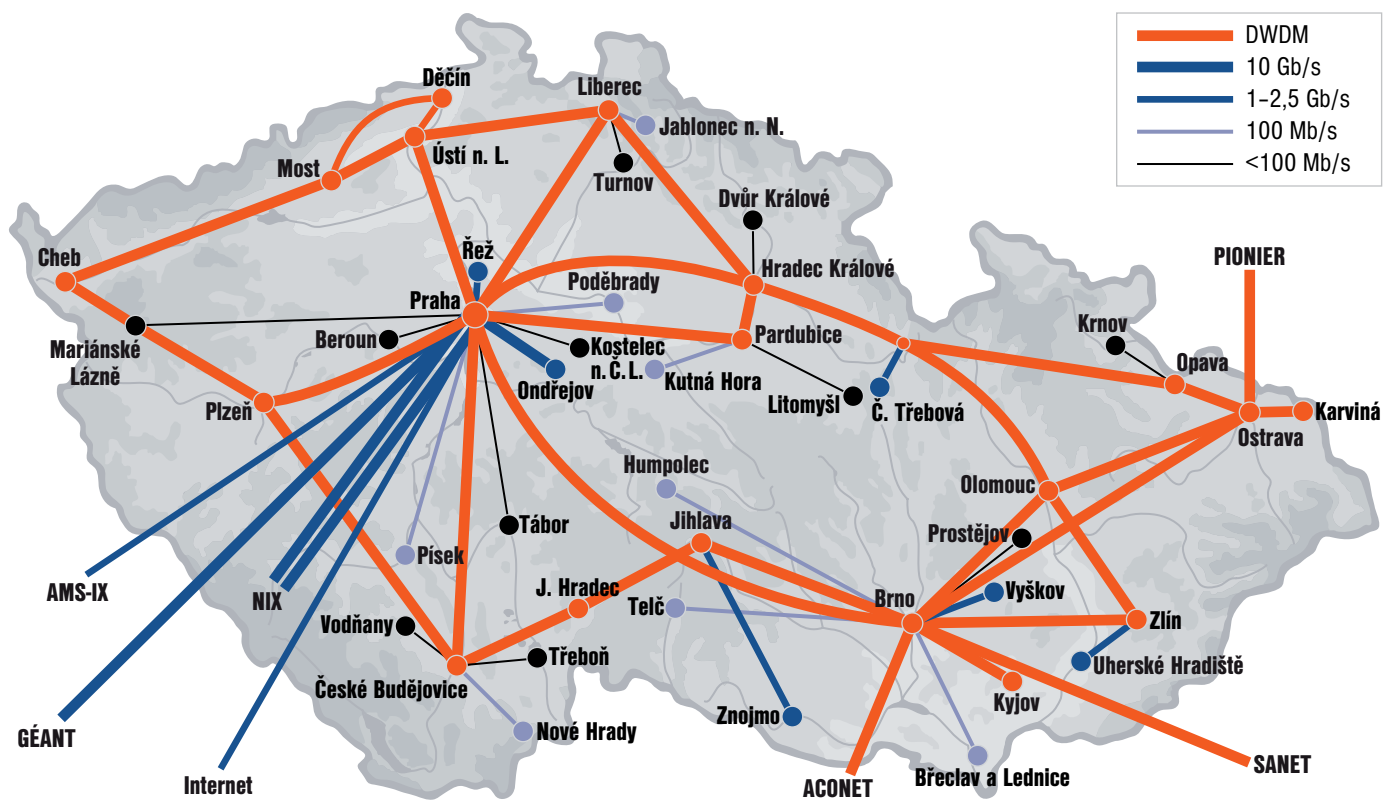 DWDM
10 Gb/s
1–2,5 Gb/s
100 Mb/s
<100 Mb/s
Děčín
Liberec
Jablonec n. N.
Ústí n. L.
Most
Turnov
Dvůr Králové
Cheb
Řež
Hradec Králové
PIONIER
Poděbrady
Praha
Pardubice
Krnov
Mariánské
Lázně
Beroun
Kostelec
n. Č. L.
Opava
Ondřejov
Kutná Hora
Litomyšl
Č. Třebová
Plzeň
Karviná
Ostrava
Humpolec
Olomouc
Jihlava
Tábor
Prostějov
Písek
AMS-IX
NIX
J. Hradec
Telč
Brno
Vyškov
Vodňany
Zlín
Třeboň
Uherské Hradiště
České Budějovice
Kyjov
Znojmo
GÉANT
Nové Hrady
SANET
Břeclav a Lednice
Internet
ACONET